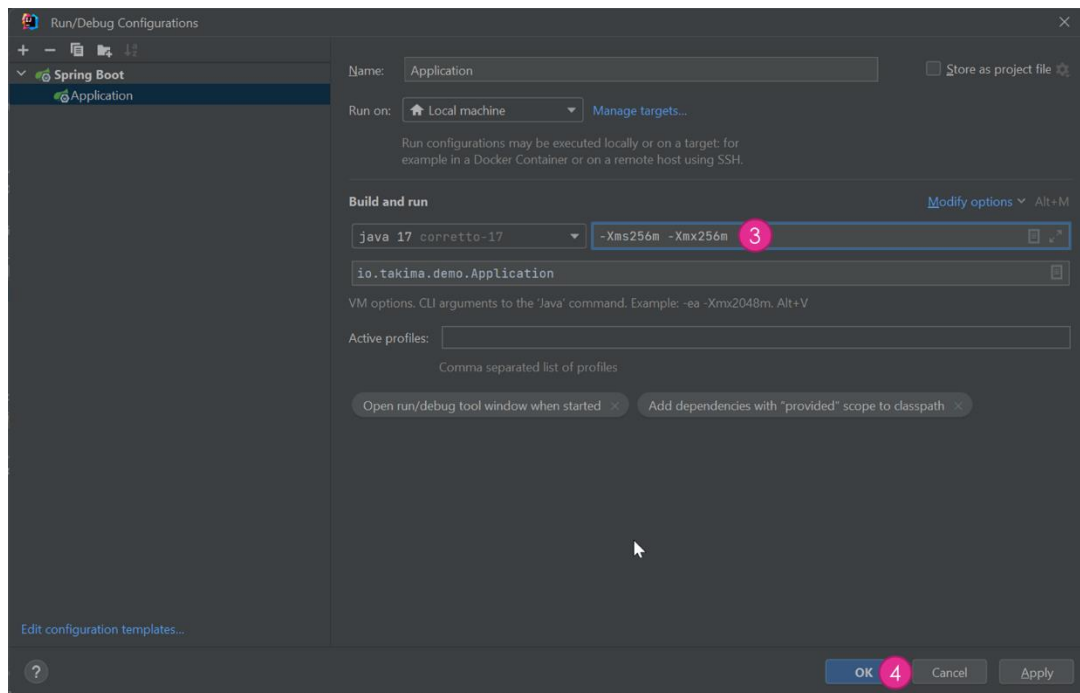 Run/Debug Configurations
Spring Boot
Application
Name: Application
Store as project file
Run on: Local machine Manage targets...
Run configurations may be executed locally or on a target: for
example in a Docker Container or on a remote host using SSH.
Build and run Modify options Alt+M
java 17 corretto-17 -Xms256m -Xmx256m 3
io.takima.demo.Application
VM options. CLI arguments to the 'Java' command. Example: -ea -Xmx2048m. Alt+V
Active profiles:
Comma separated list of profiles
Open run/debug tool window when started Add dependencies with "provided" scope to classpath
Edit configuration templates...
? OK 4 Cancel Apply